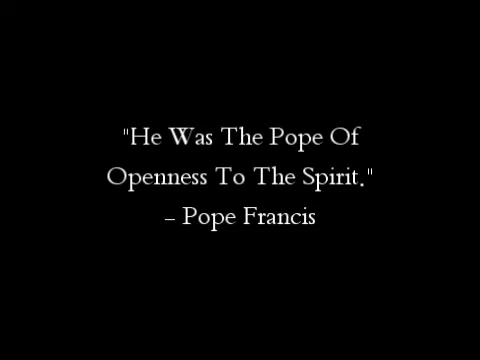 "He Was The Pope Of
Openness To The Spirit."
– Pope Francis